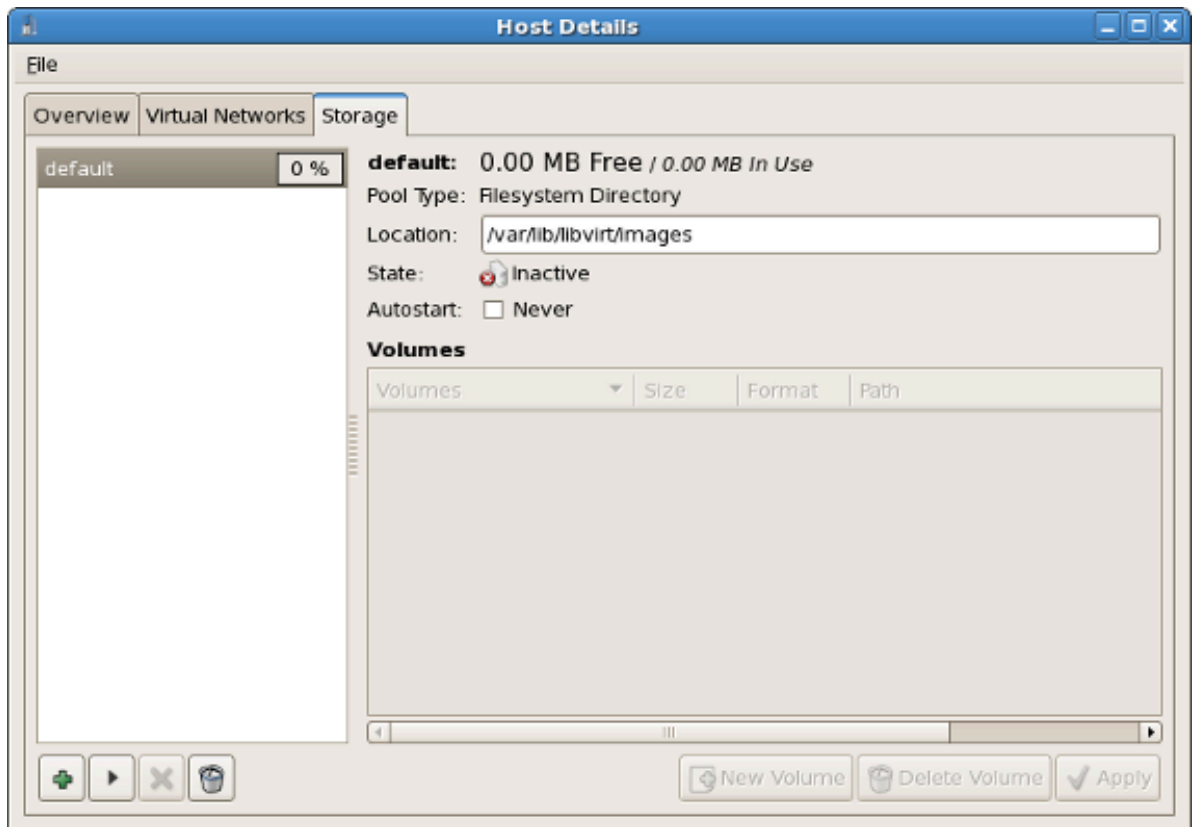 Host Details
File
Overview Virtual Networks Storage
default 0 %
default: 0.00 MB Free / 0.00 MB In Use
Pool Type: Filesystem Directory
Location: /var/lib/libvirt/images
State: Inactive
Autostart: Never
Volumes
Volumes Size Format Path
New Volume Delete Volume Apply